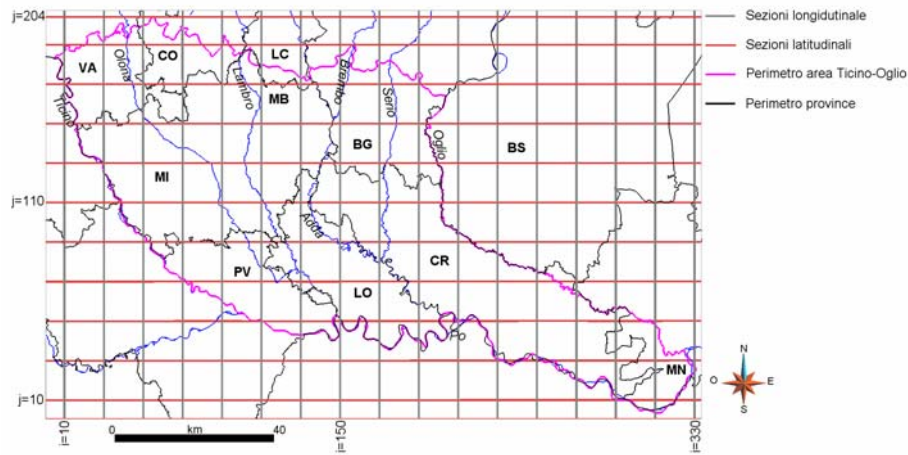 j=204
Sezioni longidutinale
Sezioni latitudinali
Perimetro area Ticino-Oglio
Perimetro province
VA
Olona
CO
Lambro
LC
MB
Brembo
Serio
Ticino
BG
Oglio
BS
MI
j=110
Adda
PV
CR
LO
Po
MN
j=10
N
O
E
S
j=10
0
km
40
j=150
j=330